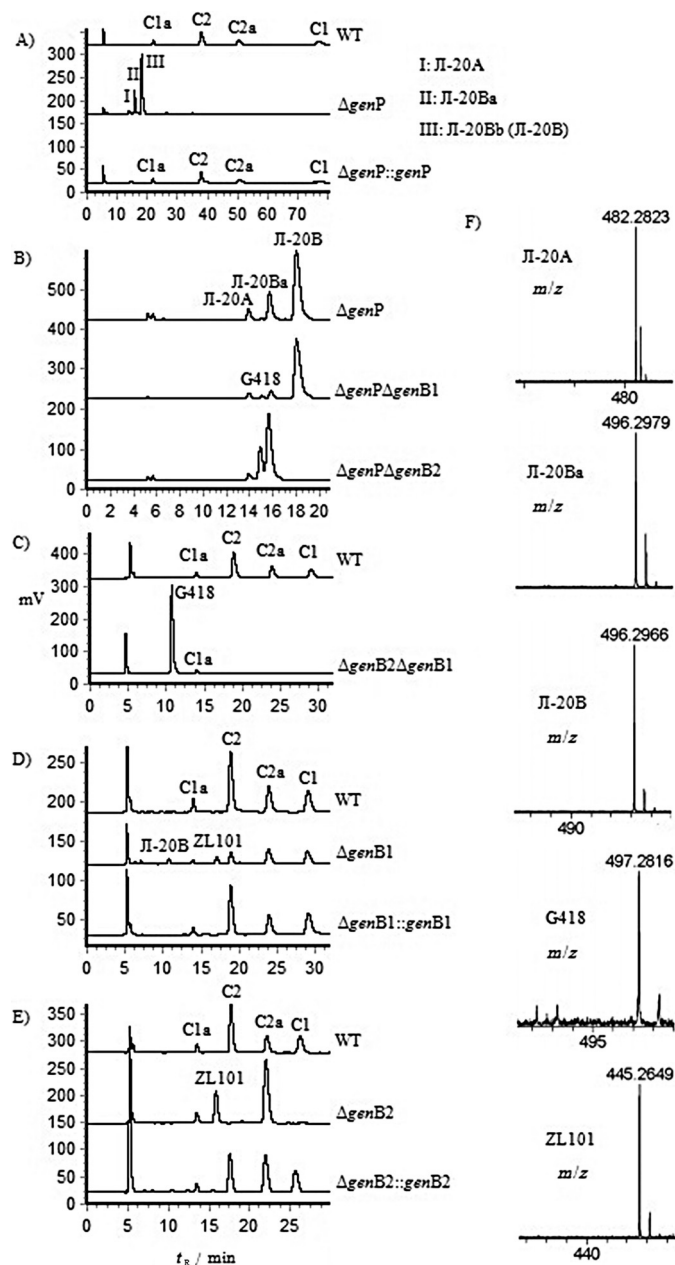 A)
C1a C2 C2a C1
WT
350
300
250
200
150
100
50
0
III
II
I
ΔgenP
C1a C2 C2a C1
ΔgenP::genP
0 10 20 30 40 50 60 70
I: Л-20A
II: Л-20Ba
III: Л-20Bb (Л-20B)
B)
Л-20B
Л-20Ba
Л-20A
ΔgenP
500
400
G418
ΔgenPΔgenB1
300
200
ΔgenPΔgenB2
100
0
0 2 4 6 8 10 12 14 16 18 20
C)
C1a C2 C2a C1
WT
400
300
mV
G418
200
100
0
C1a
ΔgenB2ΔgenB1
0 5 10 15 20 25 30
D)
C2
C1a C2a C1
WT
250
200
Л-20B ZL101
150
ΔgenB1
100
50
ΔgenB1::genB1
0 5 10 15 20 25 30
E)
C2
C1a C2a C1
WT
350
300
250
ZL101
200
150
ΔgenB2
100
50
0
ΔgenB2::genB2
0 5 10 15 20 25
tR / min
F)
482.2823
Л-20A
m/z
480
496.2979
Л-20Ba
m/z
496.2966
Л-20B
m/z
490
497.2816
G418
m/z
495
445.2649
ZL101
m/z
440